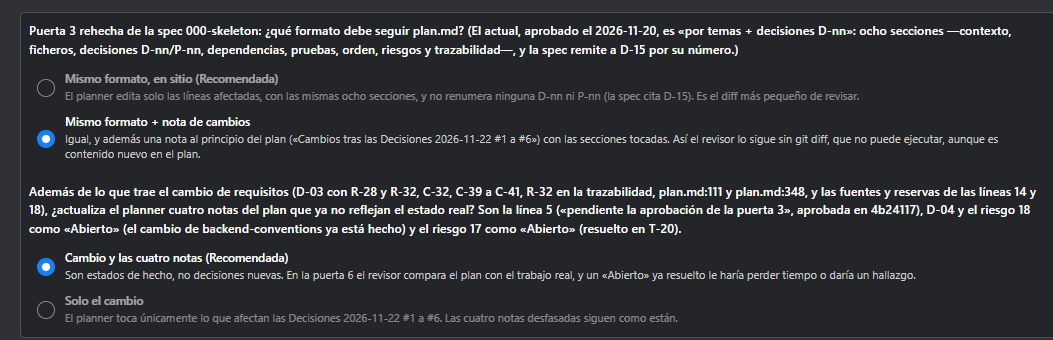 Puerta 3 rehecha de la spec 000-skeleton: ¿qué formato debe seguir plan.md? (El actual, aprobado el 2026-11-20, es «por temas + decisiones D-nn»: ocho secciones —contexto,
ficheros, decisiones D-nn/P-nn, dependencias, pruebas, orden, riesgos y trazabilidad—, y la spec remite a D-15 por su número.)
Mismo formato, en sitio (Recomendada)
El planner edita solo las líneas afectadas, con las mismas ocho secciones, y no renumera ninguna D-nn ni P-nn (la spec cita D-15). Es el diff más pequeño de revisar.
Mismo formato + nota de cambios
Igual, y además una nota al principio del plan («Cambios tras las Decisiones 2026-11-22 #1 a #6») con las secciones tocadas. Así el revisor lo sigue sin git diff, que no puede ejecutar, aunque es
contenido nuevo en el plan.
Además de lo que trae el cambio de requisitos (D-03 con R-28 y R-32, C-32, C-39 a C-41, R-32 en la trazabilidad, plan.md:111 y plan.md:348, y las fuentes y reservas de las líneas 14 y
18), ¿actualiza el planner cuatro notas del plan que ya no reflejan el estado real? Son la línea 5 («pendiente la aprobación de la puerta 3», aprobada en 4b24117), D-04 y el riesgo 18
como «Abierto» (el cambio de backend-conventions ya está hecho) y el riesgo 17 como «Abierto» (resuelto en T-20).
Cambio y las cuatro notas (Recomendada)
Son estados de hecho, no decisiones nuevas. En la puerta 6 el revisor compara el plan con el trabajo real, y un «Abierto» ya resuelto le haría perder tiempo o daría un hallazgo.
Solo el cambio
El planner toca únicamente lo que afectan las Decisiones 2026-11-22 #1 a #6. Las cuatro notas desfasadas siguen como están.